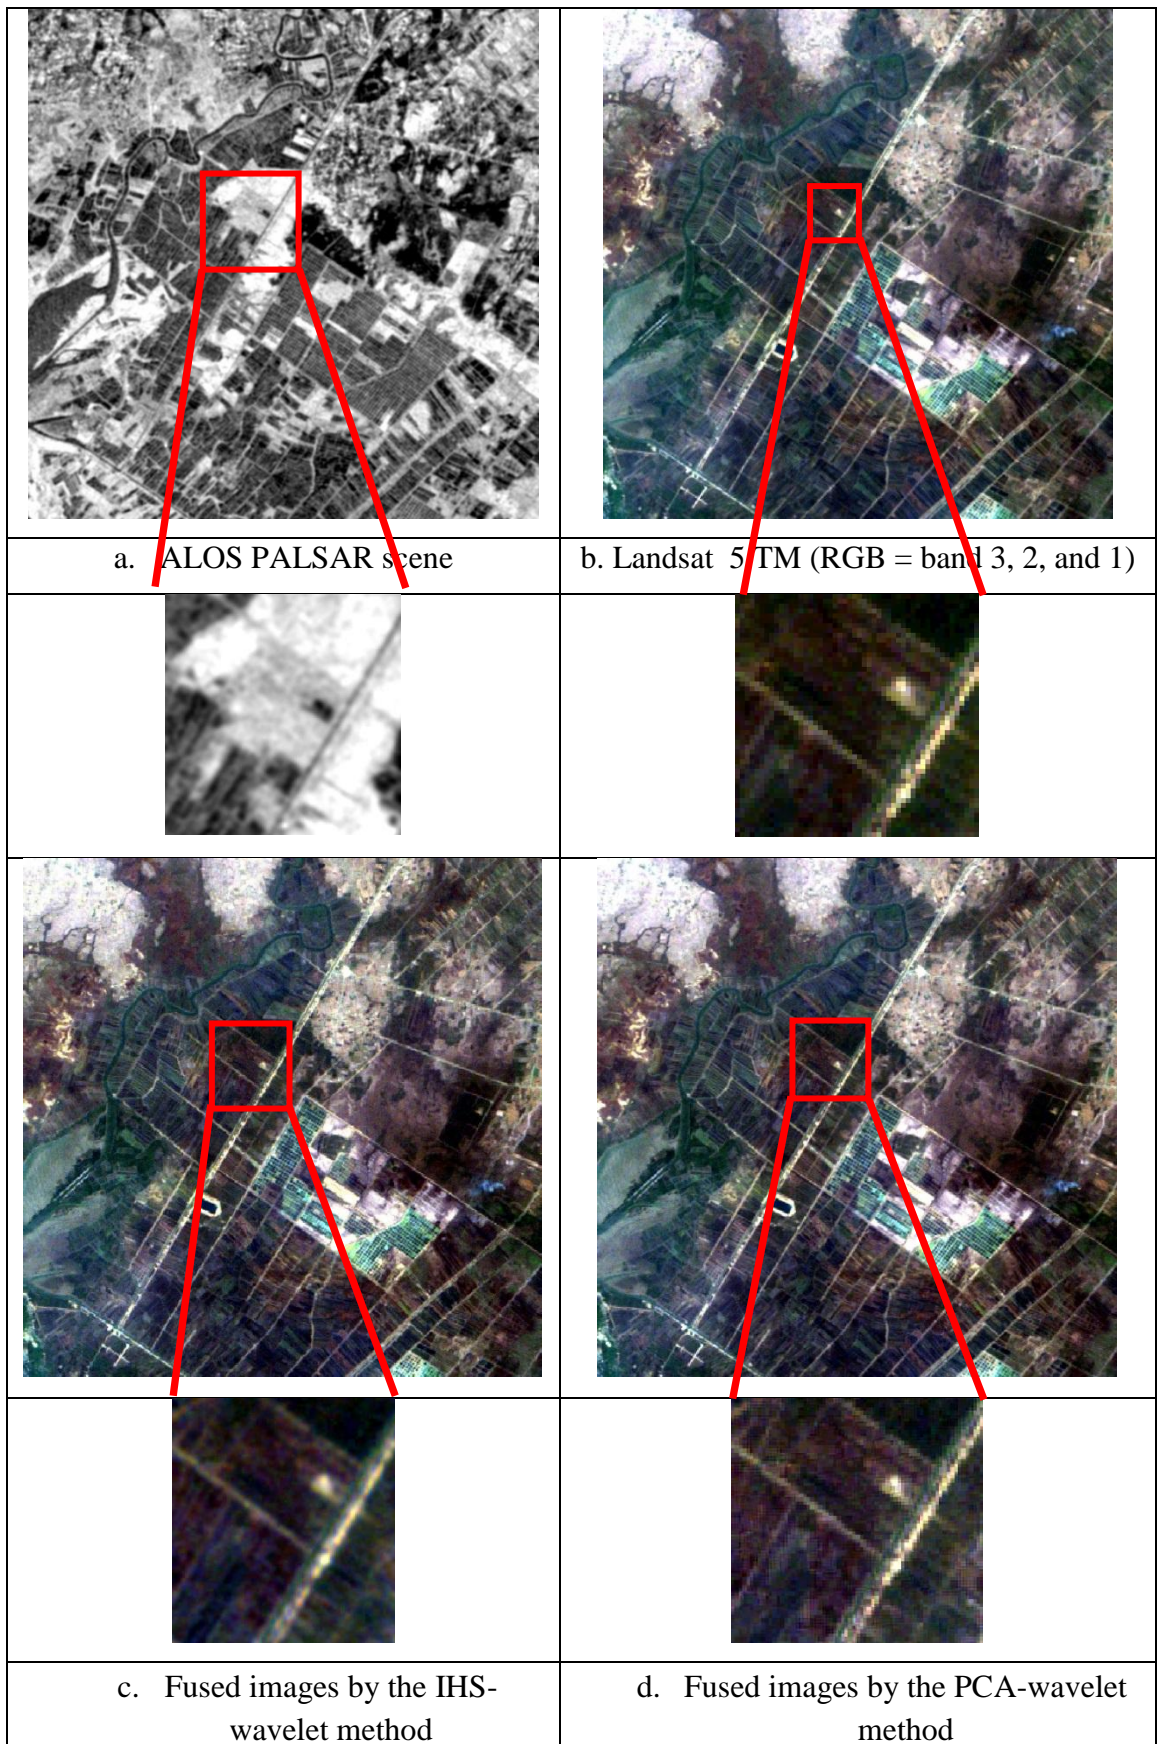 a. ALOS PALSAR scene
b. Landsat 5 TM (RGB = band 3, 2, and 1)
c. Fused images by the IHS-
wavelet method
d. Fused images by the PCA-wavelet
method